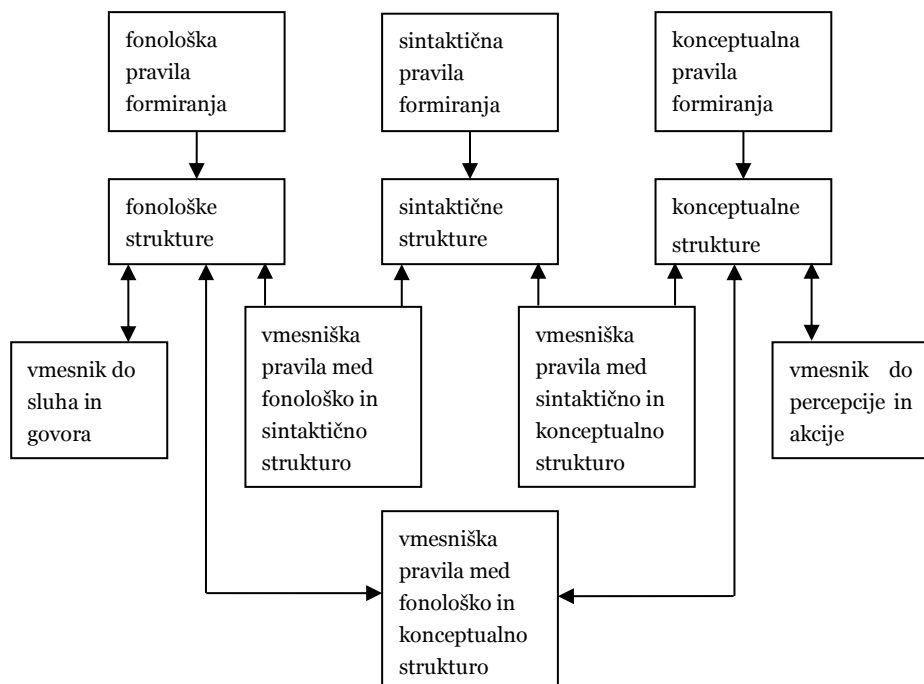 fonološka
pravila
formiranja
sintaktična
pravila
formiranja
konceptualna
pravila
formiranja
fonološke
strukture
sintaktične
strukture
konceptualne
strukture
vmesnik do
sluha in
govora
vmesniška
pravila med
fonološko in
sintaktično
strukturo
vmesniška
pravila med
sintaktično in
konceptualno
strukturo
vmesnik do
percepcije in
akcije
vmesniška
pravila med
fonološko in
konceptualno
strukturo